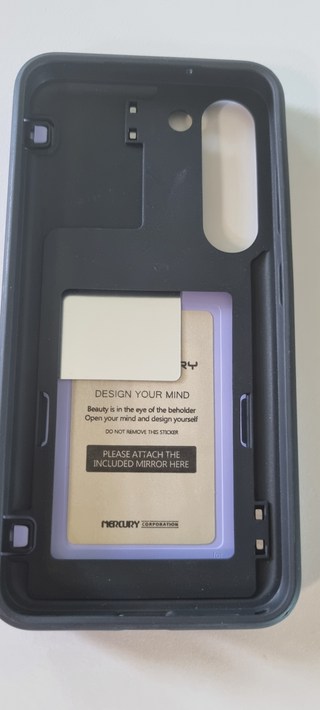 RY
DESIGN YOUR MIND
Beauty is in the eye of the beholder
Open your mind and design yourself
DO NOT REMOVE THIS STICKER
PLEASE ATTACH THE
INCLUDED MIRROR HERE
MERCURY CORPORATION